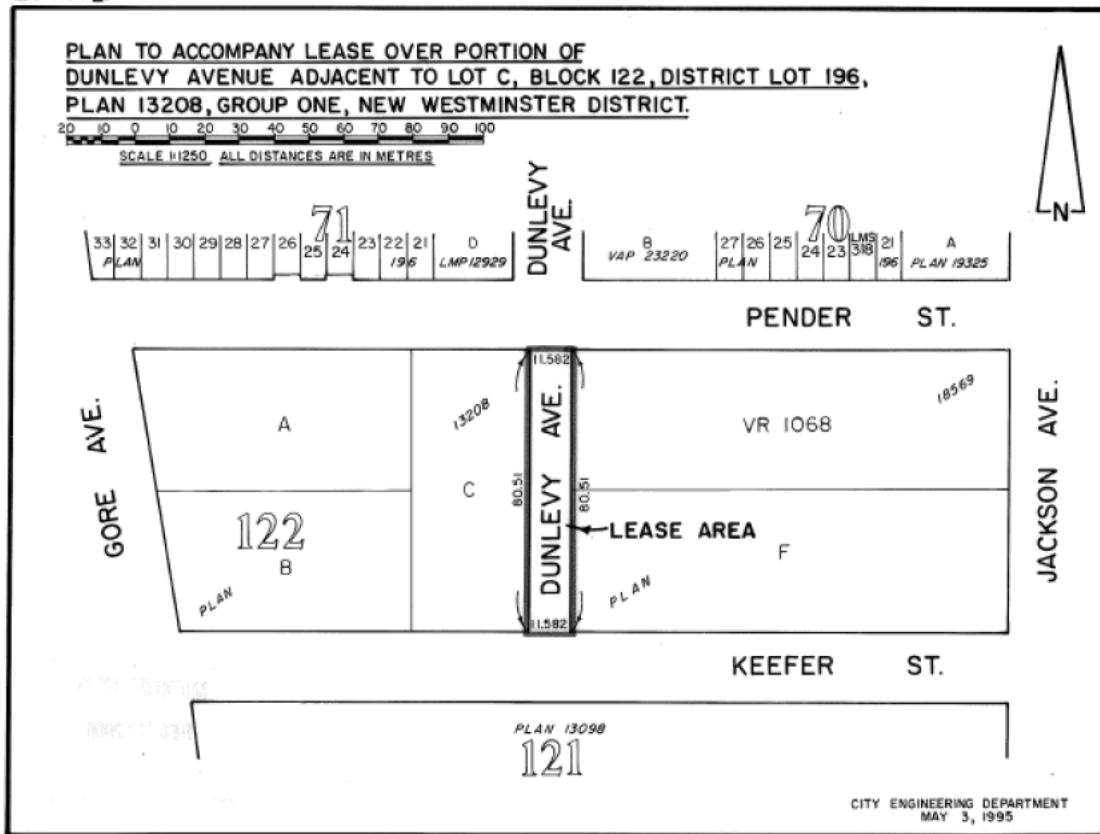 PLAN TO ACCOMPANY LEASE OVER PORTION OF
DUNLEVY AVENUE ADJACENT TO LOT C, BLOCK 122, DISTRICT LOT 196,
PLAN 13208, GROUP ONE, NEW WESTMINSTER DISTRICT.
20 10 0 10 20 30 40 50 60 70 80 90 100
SCALE 1:1250 ALL DISTANCES ARE IN METRES
N
DUNLEVY
AVE.
71
33 32 31 30 29 28 27 26 25 24 23 22 21 D
PLAN 196 LMP 12929
70
B 27 26 25 24 23 LMS 318 21 A
VAP 23220 PLAN 196 PLAN 19325
PENDER ST.
GORE AVE.
A
122
B
PLAN
13208
C
80.51
11.582
DUNLEVY AVE.
11.582
80.51
LEASE AREA
VR 1068
18569
F
PLAN
JACKSON AVE.
KEEFER ST.
PLAN 13098
121
CITY ENGINEERING DEPARTMENT
MAY 3, 1995